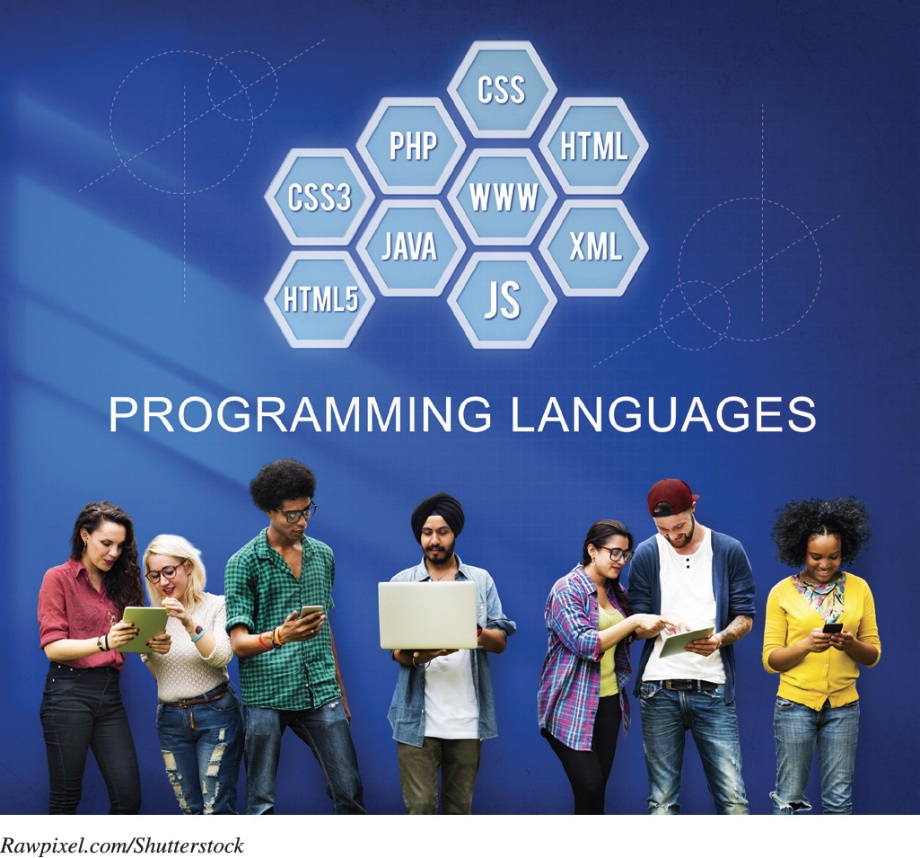 CSS
PHP
HTML
CSS3
WWW
JAVA
XML
HTML5
JS
PROGRAMMING LANGUAGES
Rawpixel.com/Shutterstock